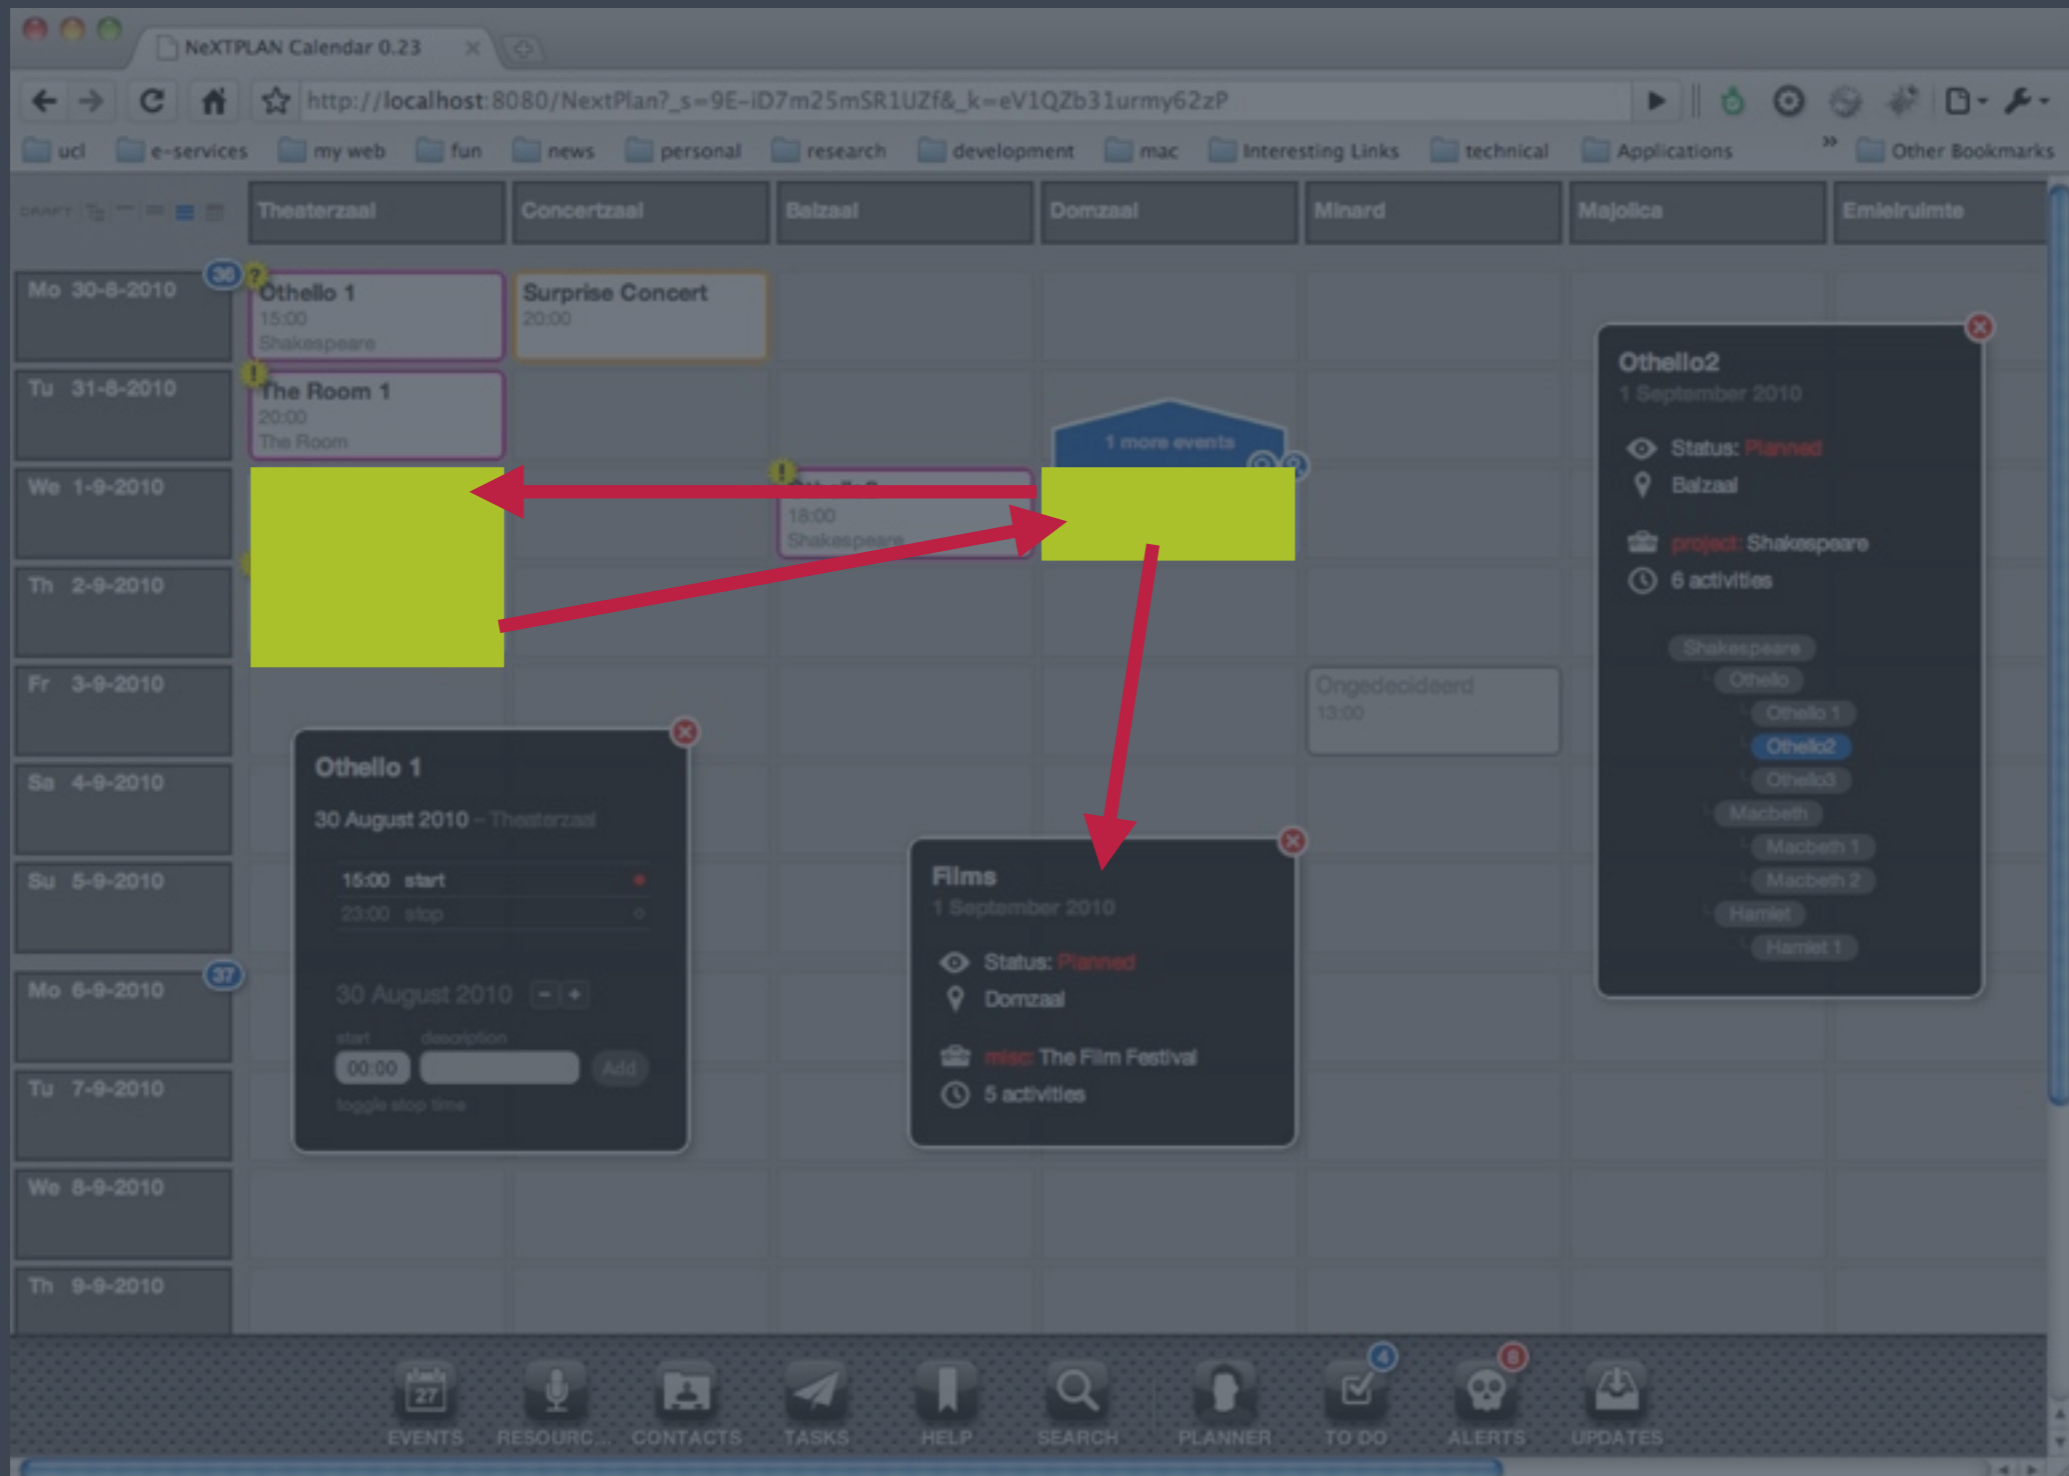 NeXTPLAN Calendar 0.23
http://localhost:8080/NextPlan?_s=9E-iD7m25mSR1UZf&_k=eV1QZb31urmy62zP
ucl e-services my web fun news personal research development mac Interesting Links technical Applications » Other Bookmarks
Theaterzaal Concertzaal Balzaal Domzaal Minard Majolica Emielruimte
Mo 30-8-2010 36
? Othello 1
15:00
Shakespeare
Surprise Concert
20:00
Tu 31-8-2010
! The Room 1
20:00
The Room
1 more events
We 1-9-2010
!
18:00
Shakespeare
Th 2-9-2010
Fr 3-9-2010
Ongedecideerd
13:00
Sa 4-9-2010
Su 5-9-2010
Mo 6-9-2010 37
Tu 7-9-2010
We 8-9-2010
Th 9-9-2010
Othello 1
30 August 2010 – Theaterzaal
15:00 start
23:00 stop
30 August 2010 - +
start description
00:00 Add
toggle stop time
Films
1 September 2010
Status: Planned
Domzaal
misc: The Film Festival
5 activities
Othello2
1 September 2010
Status: Planned
Balzaal
project: Shakespeare
6 activities
Shakespeare
Othello
Othello 1
Othello2
Othello3
Macbeth
Macbeth 1
Macbeth 2
Hamlet
Hamlet 1
27 4 8
EVENTS RESOURC... CONTACTS TASKS HELP SEARCH PLANNER TO DO ALERTS UPDATES